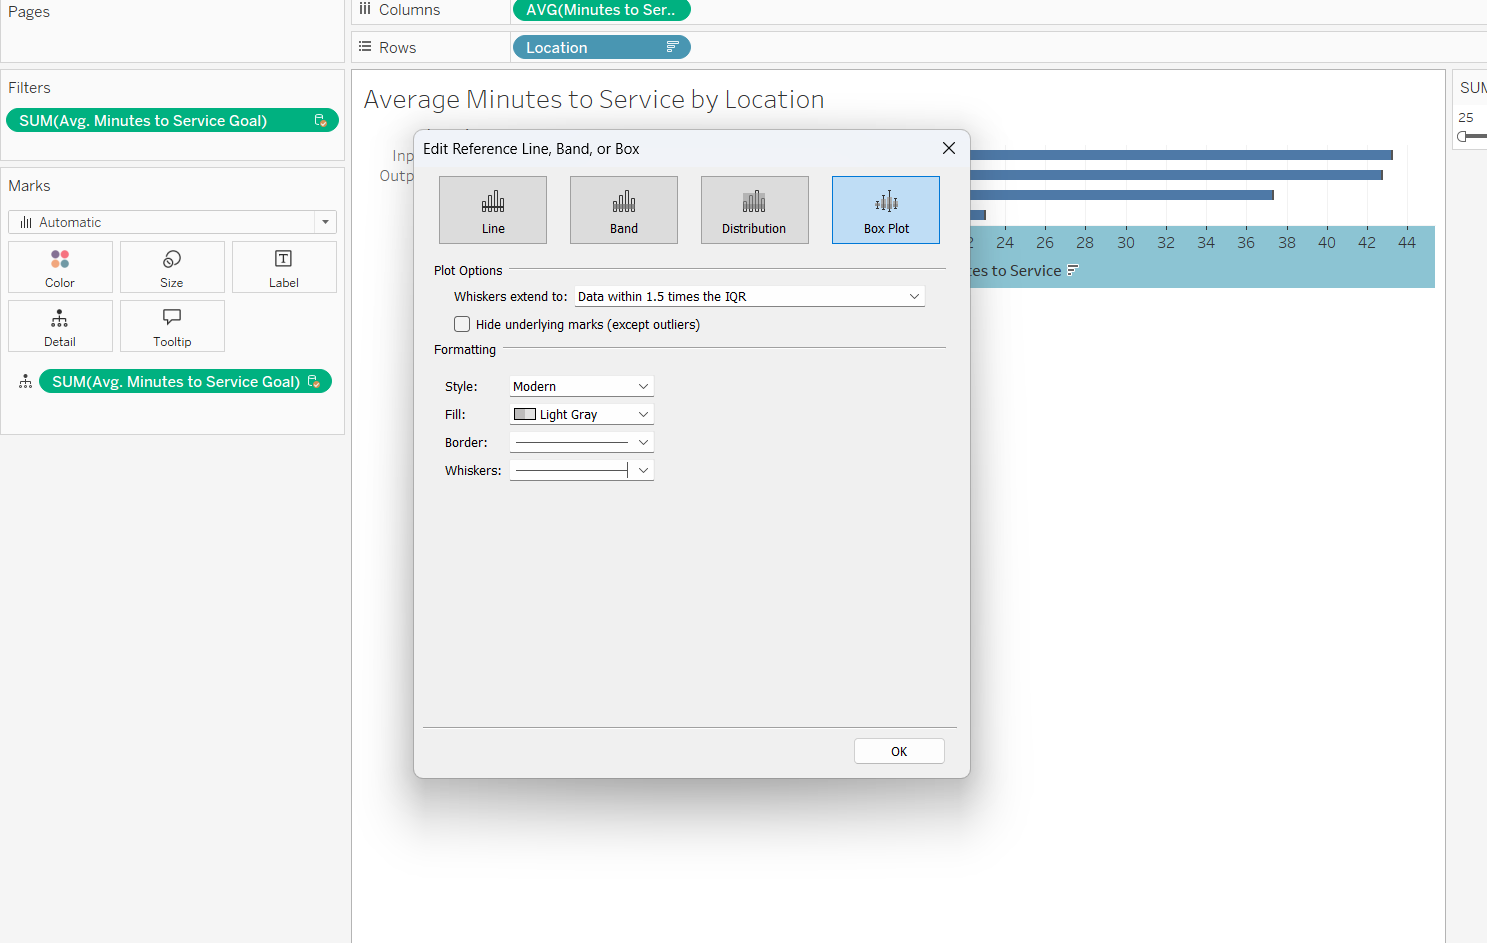 Pages
Columns
AVG(Minutes to Ser..
Rows
Location
Filters
SUM(Avg. Minutes to Service Goal)
Marks
Automatic
Color
Size
Label
Detail
Tooltip
SUM(Avg. Minutes to Service Goal)
Average Minutes to Service by Location
Inp
Outp
24 26 28 30 32 34 36 38 40 42 44
es to Service
SUM
25
Edit Reference Line, Band, or Box
Line
Band
Distribution
Box Plot
Plot Options
Whiskers extend to: Data within 1.5 times the IQR
Hide underlying marks (except outliers)
Formatting
Style: Modern
Fill: Light Gray
Border:
Whiskers:
OK